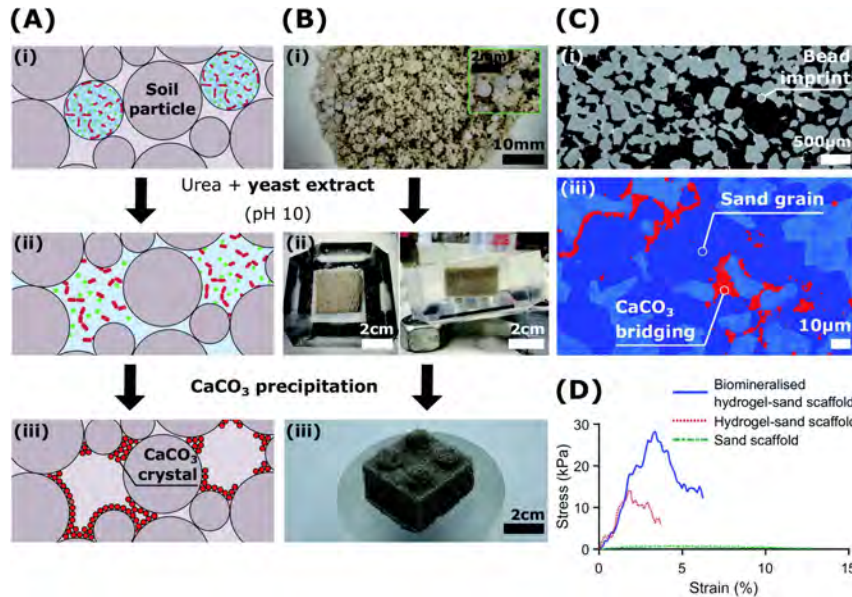 (A)
(B)
(C)
(i)
Soil
particle
(i)
2mm
10mm
(i)
Bead
imprint
500µm
Urea + yeast extract
(pH 10)
(ii)
(ii)
2cm
2cm
(iii)
Sand grain
CaCO3
bridging
10µm
CaCO3 precipitation
(iii)
CaCO3
crystal
(iii)
2cm
(D)
Biomineralised
hydrogel-sand scaffold
Hydrogel-sand scaffold
Sand scaffold
Stress (kPa)
30
20
10
0
0
5
10
15
Strain (%)